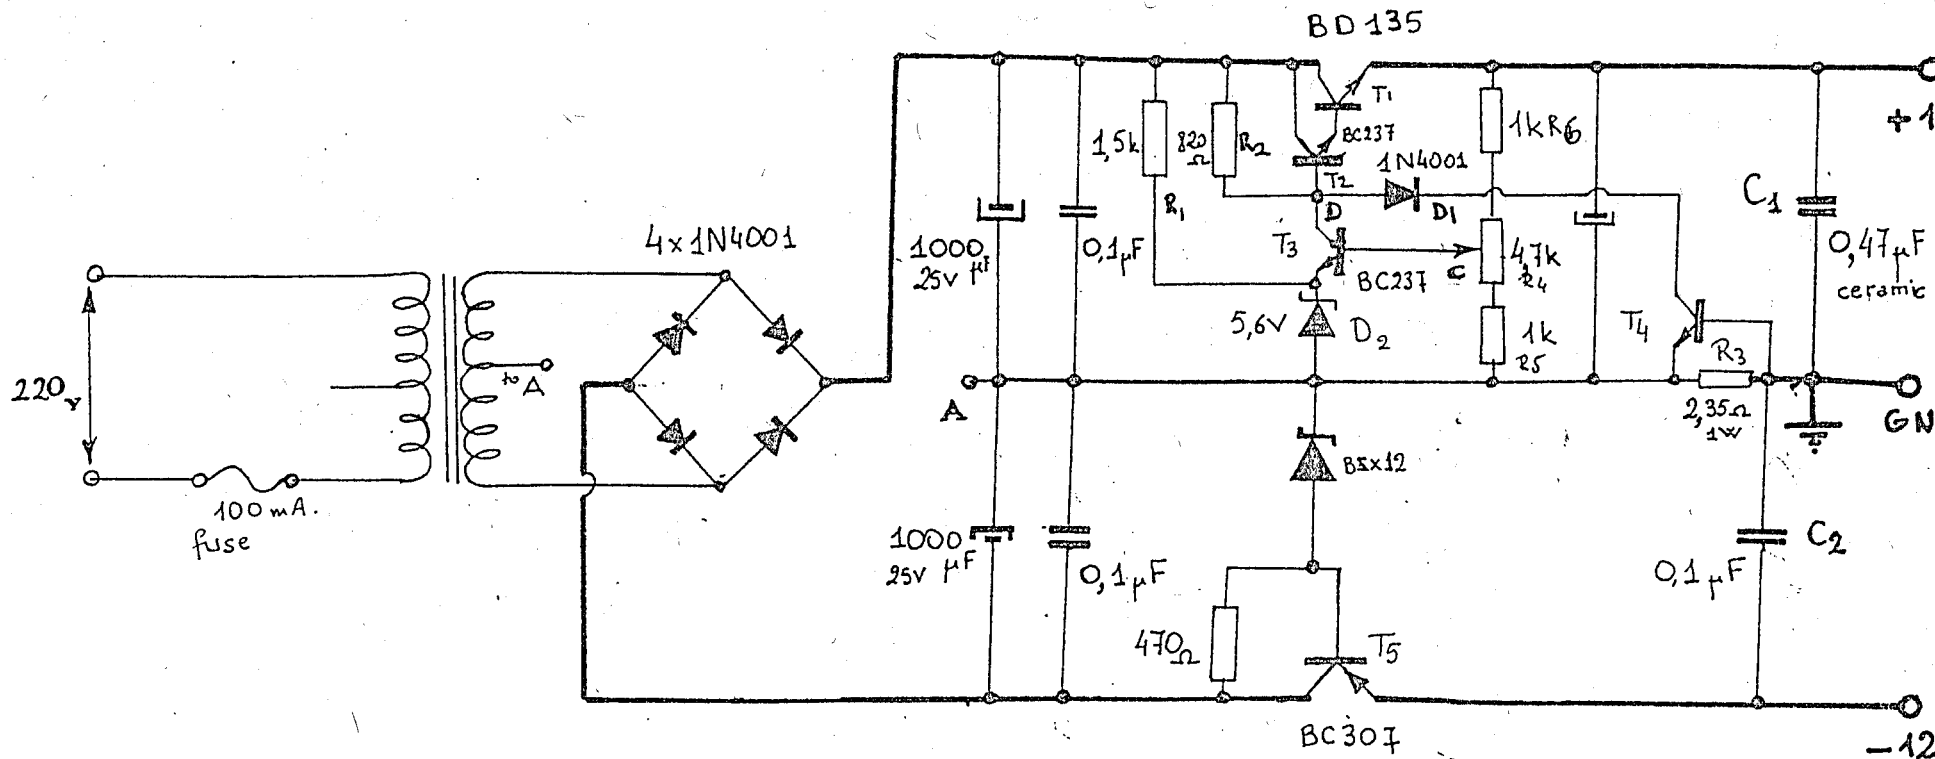 BD135
+1
T1
1kR6
BC237
1,5k
820
Ω
R2
1N4001
T2
R1
D
D1
C1
4x1N4001
1000
μF
25V
0,1μF
T3
C
4,7k
R4
0,47μF
ceramic
BC237
5,6V
D2
T4
1k
R5
R3
to A
220v
A
2,35Ω
1W
GN
BZX12
100mA.
fuse
1000
μF
25V
0,1μF
C2
0,1μF
470Ω
T5
BC307
-12